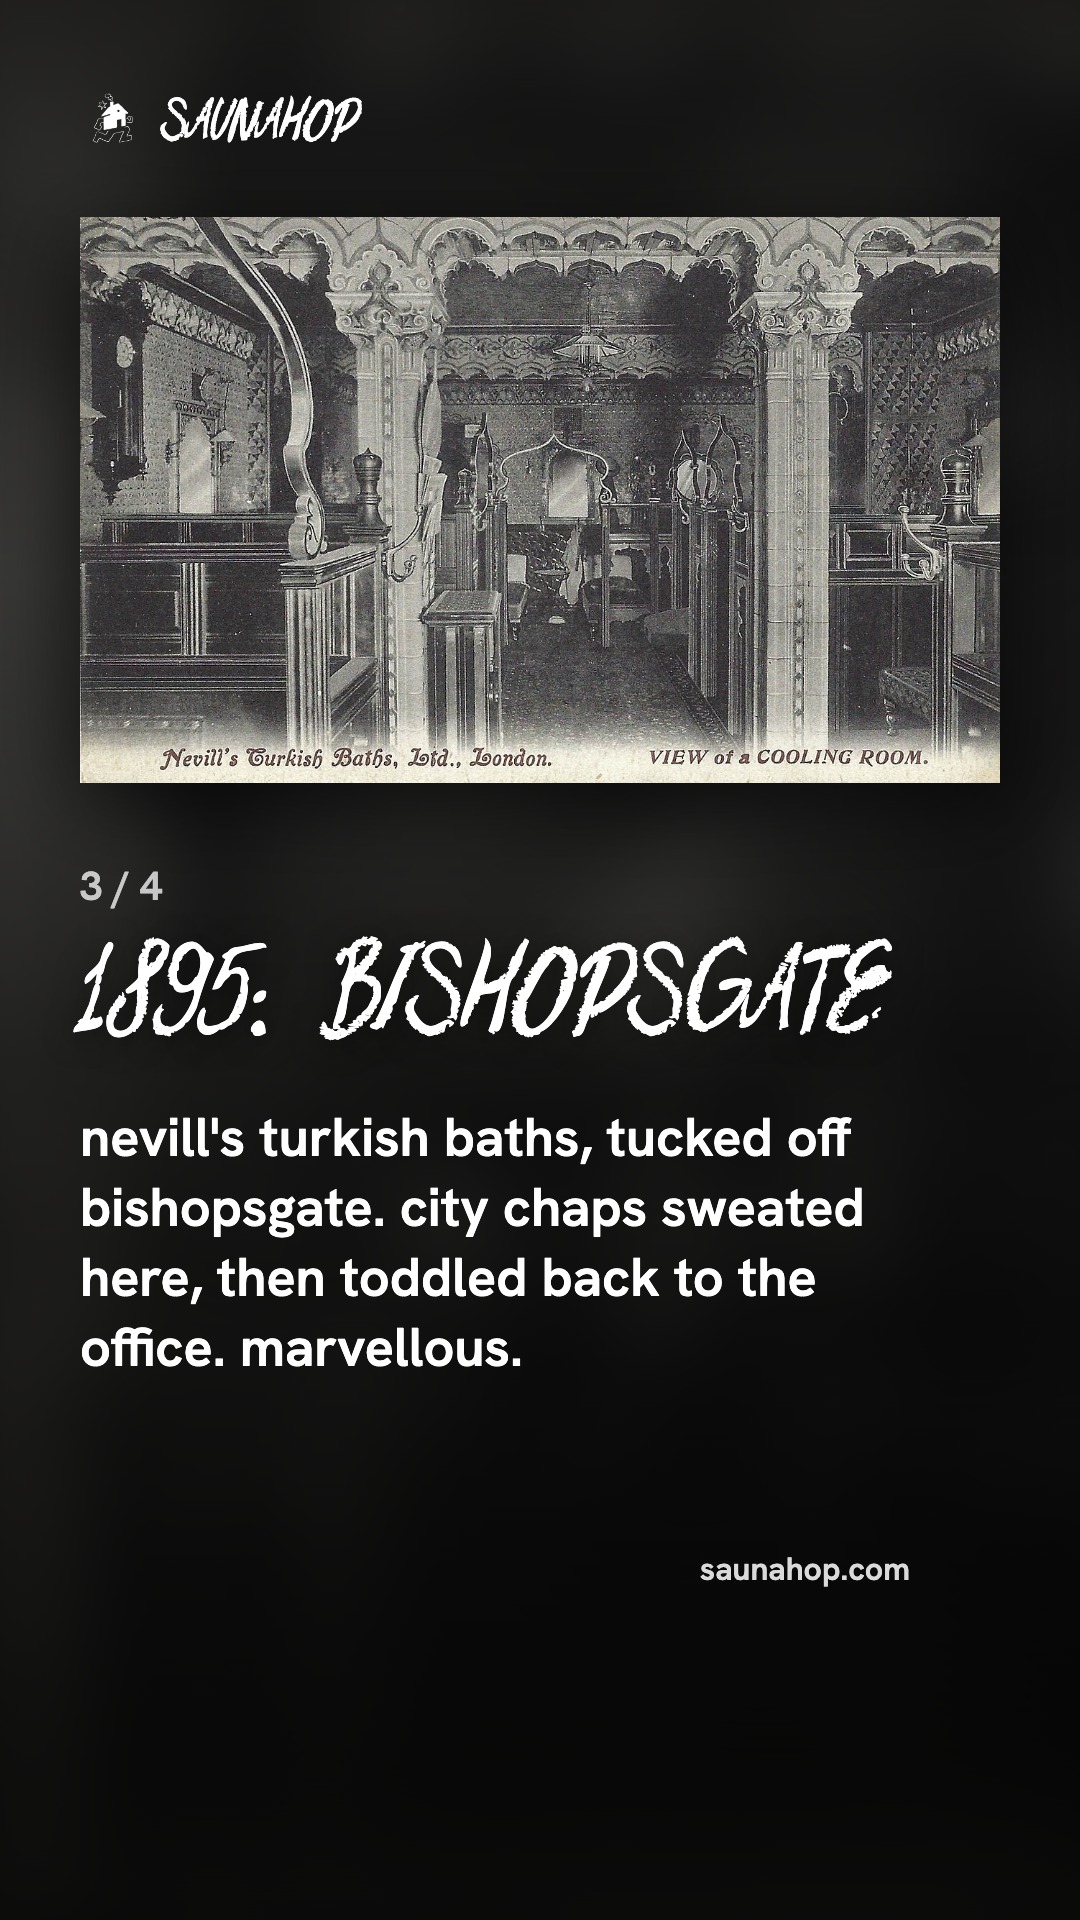 SAUNAHOP
Nevill's Turkish Baths, Ltd., London.
VIEW of a COOLING ROOM.
3 / 4
1895: BISHOPSGATE
nevill's turkish baths, tucked off
bishopsgate. city chaps sweated
here, then toddled back to the
office. marvellous.
saunahop.com